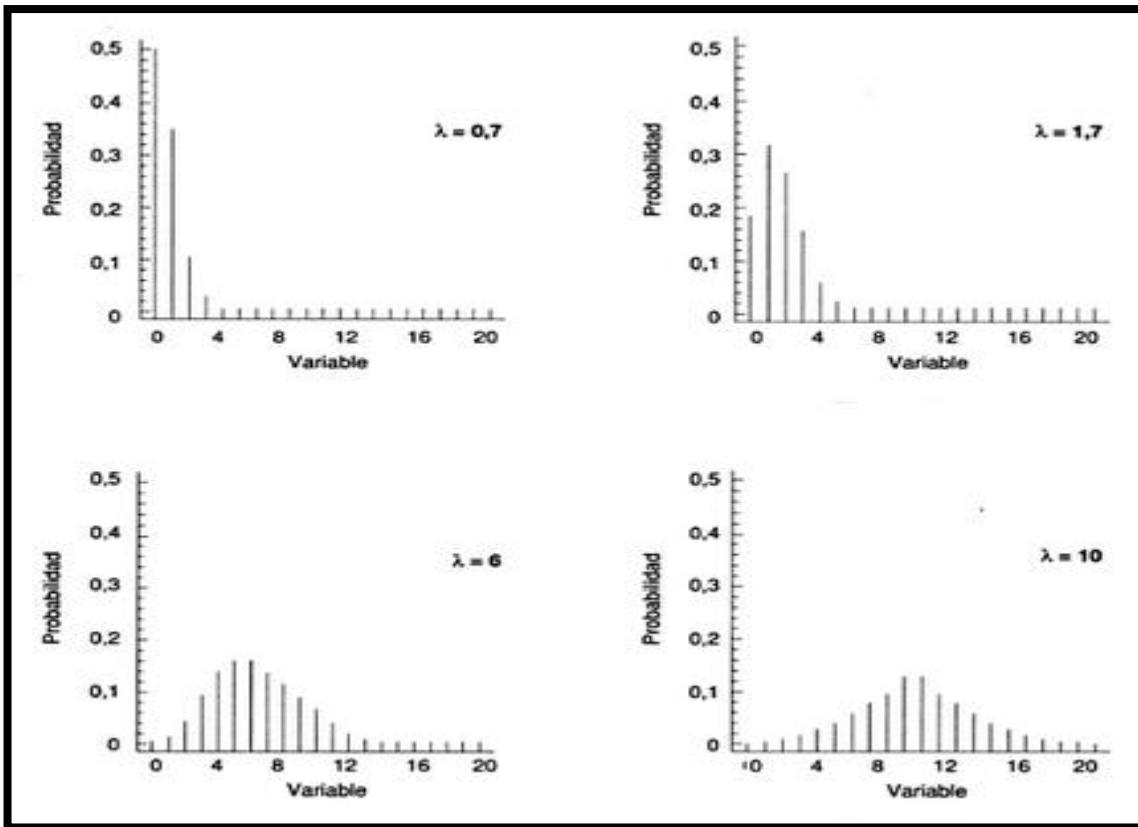 0,5
0,4
λ = 0,7
0,3
0,2
0,1
0
Probabilidad
0 4 8 12 16 20
Variable
0,5
0,4
λ = 1,7
0,3
0,2
0,1
0
Probabilidad
0 4 8 12 16 20
Variable
0,5
0,4
λ = 6
0,3
0,2
0,1
0
Probabilidad
0 4 8 12 16 20
Variable
0,5
0,4
λ = 10
0,3
0,2
0,1
0
Probabilidad
0 4 8 12 16 20
Variable